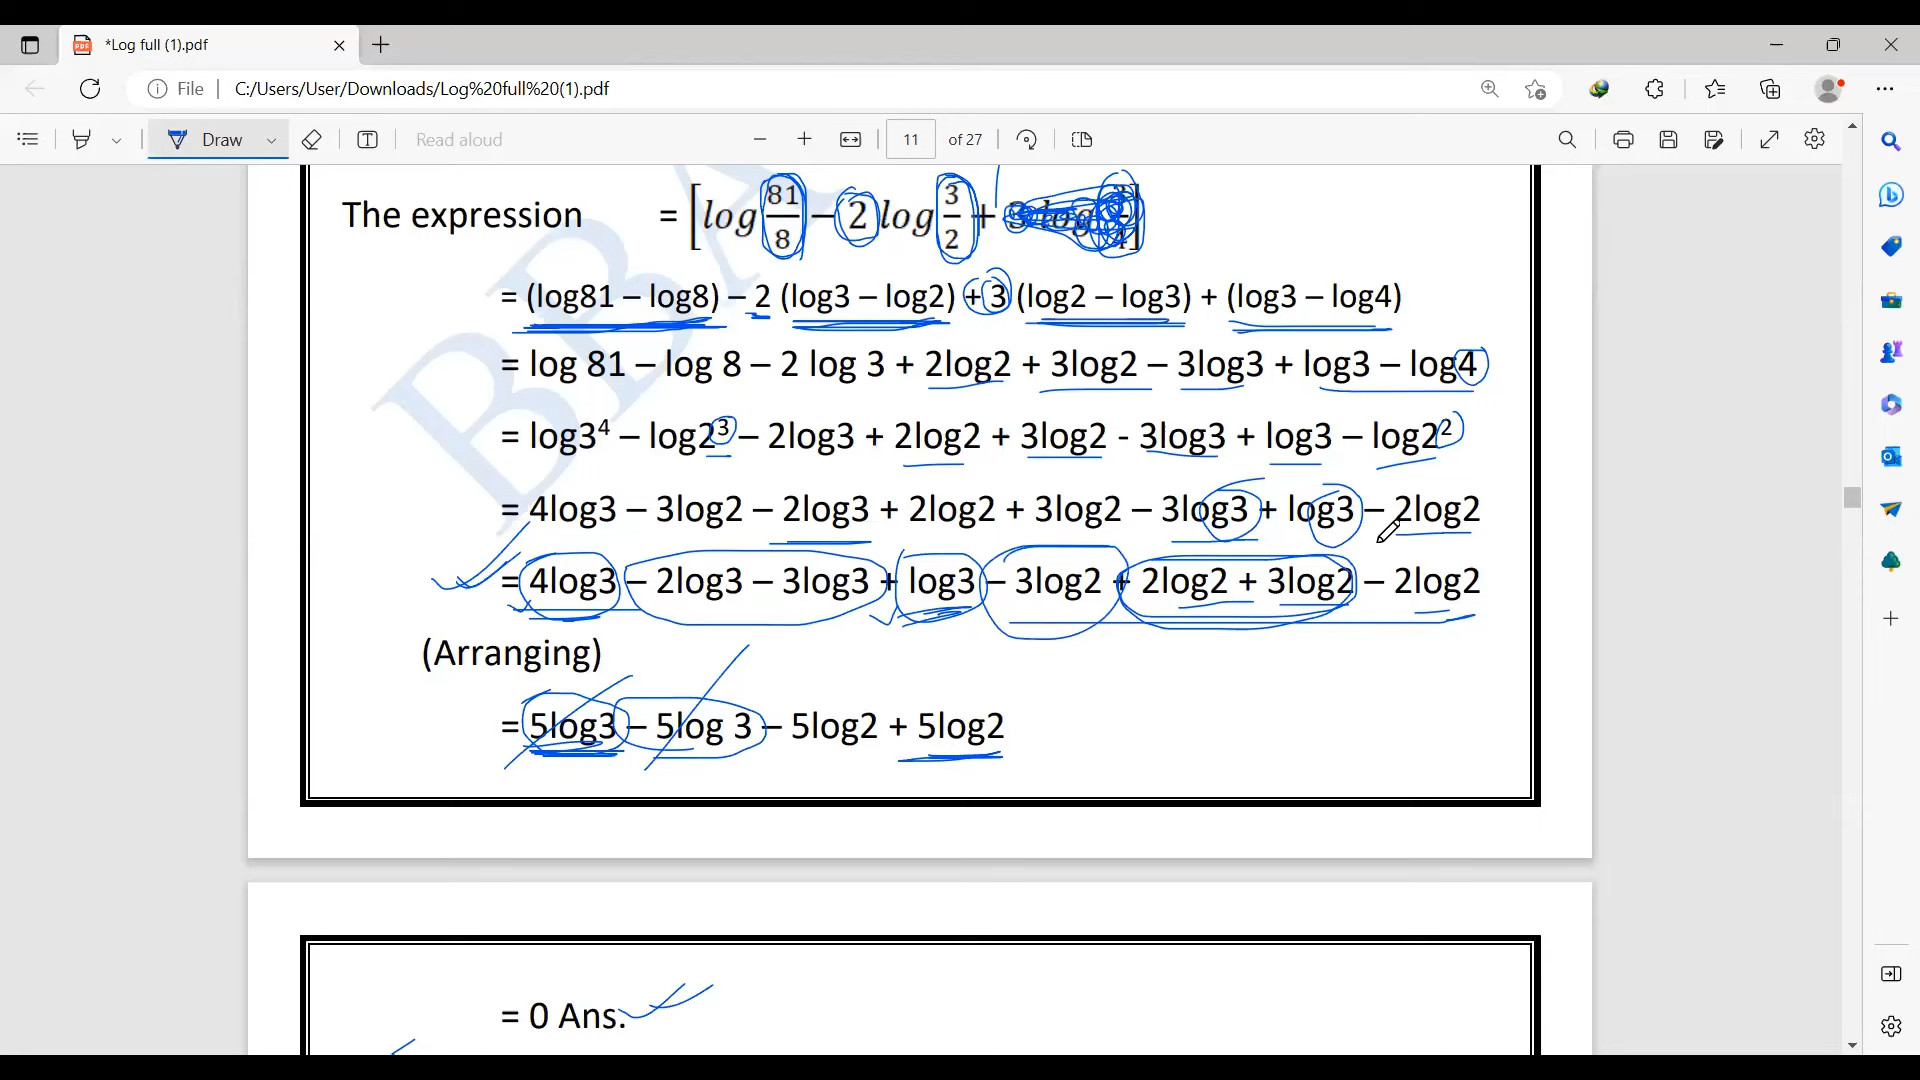 *Log full (1).pdf
File C:/Users/User/Downloads/Log%20full%20(1).pdf
Draw Read aloud 11 of 27
The expression = [log 81/8 − 2 log 3/2 +
= (log81 – log8) – 2 (log3 – log2) + 3 (log2 – log3) + (log3 – log4)
= log 81 – log 8 – 2 log 3 + 2log2 + 3log2 – 3log3 + log3 – log4
= log3⁴ – log2³ – 2log3 + 2log2 + 3log2 - 3log3 + log3 – log2²
= 4log3 – 3log2 – 2log3 + 2log2 + 3log2 – 3log3 + log3 – 2log2
= 4log3 – 2log3 – 3log3 + log3 – 3log2 + 2log2 + 3log2 – 2log2
(Arranging)
= 5log3 – 5log 3 – 5log2 + 5log2
= 0 Ans.
BBA